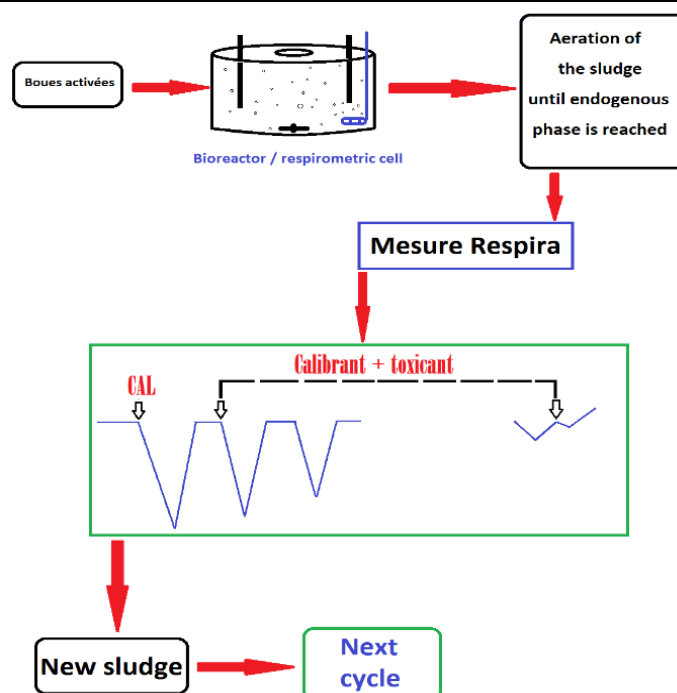 Boues activées
Bioreactor / respirometric cell
Aeration of
the sludge
until endogenous
phase is reached
Mesure Respira
Calibrant + toxicant
CAL
New sludge
Next
cycle